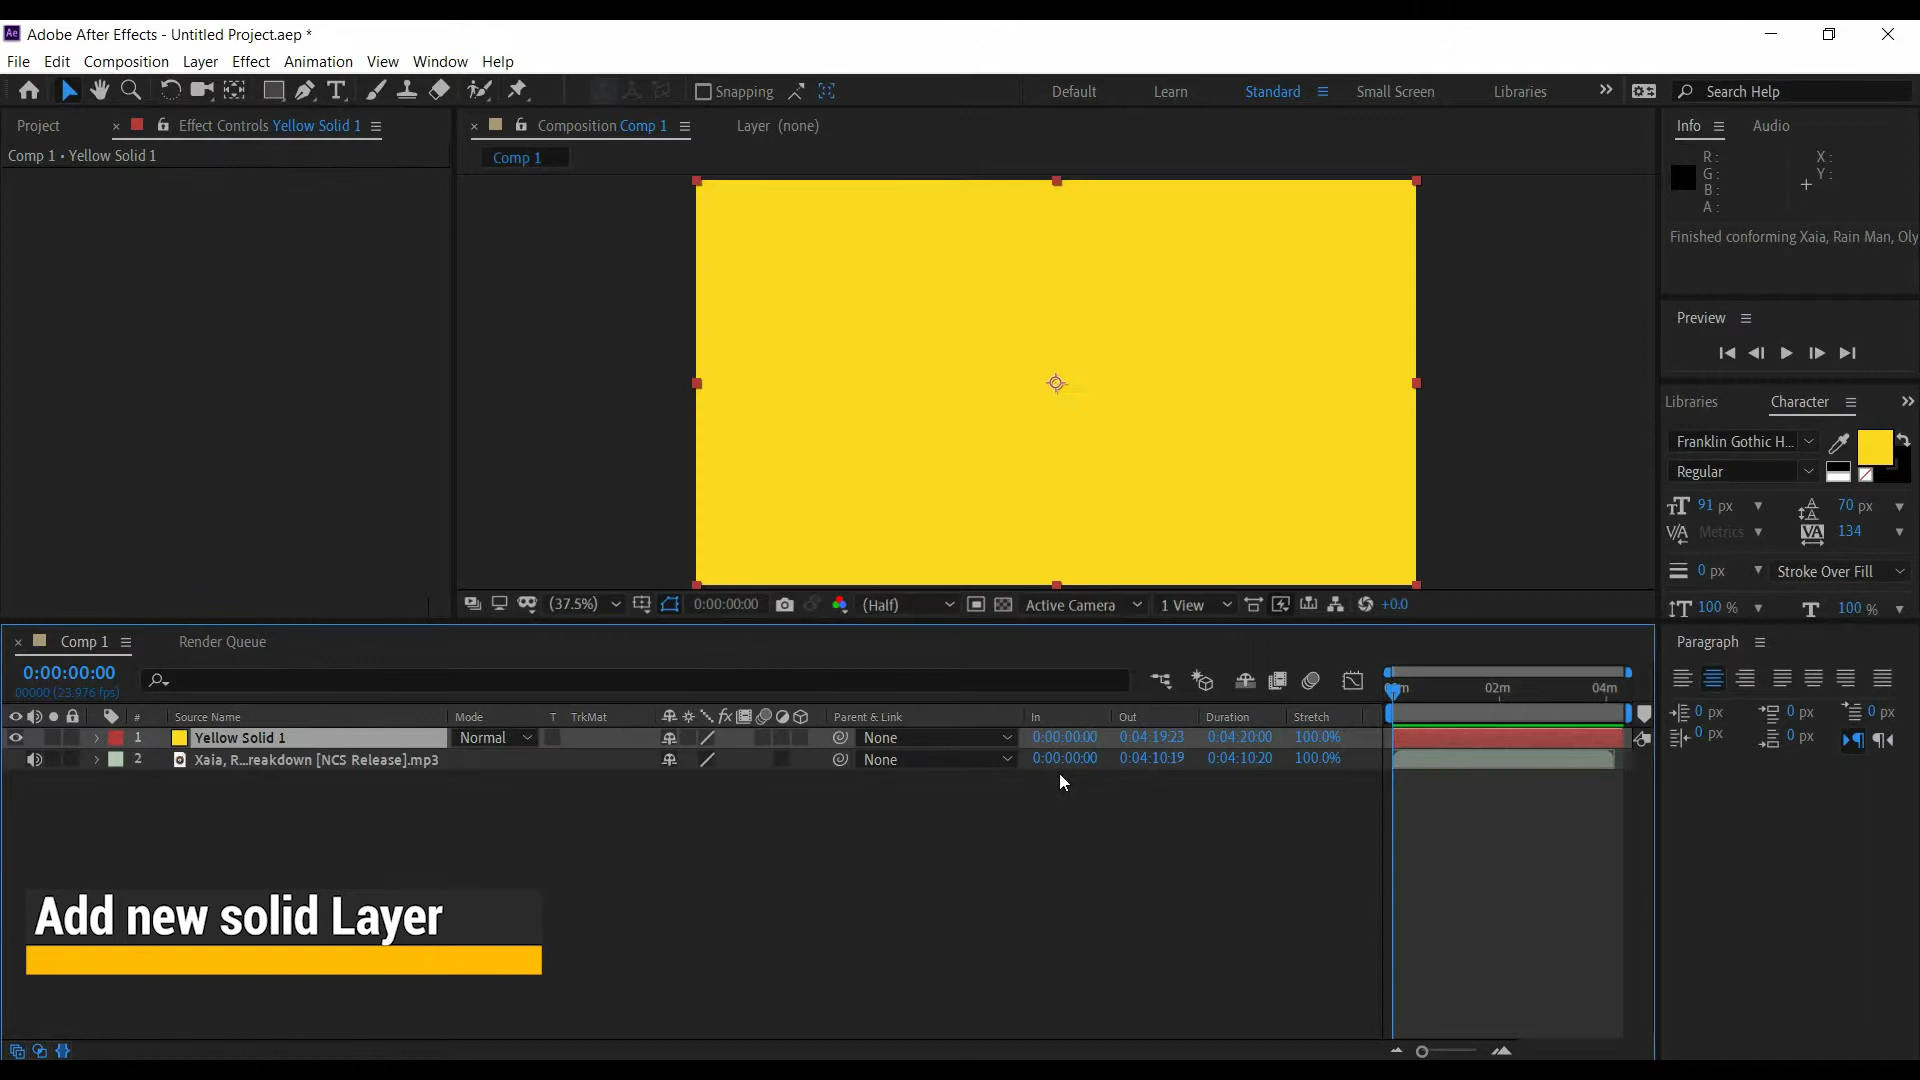 Ae Adobe After Effects - Untitled Project.aep *
File Edit Composition Layer Effect Animation View Window Help
Snapping Default Learn Standard Small Screen Libraries Search Help
Project Effect Controls Yellow Solid 1
Comp 1 • Yellow Solid 1
Composition Comp 1 Layer (none)
Comp 1
Info Audio
R: X:
G: Y:
B:
A:
Finished conforming Xaia, Rain Man, Oly
Preview
Libraries Character
Franklin Gothic H...
Regular
91 px 70 px
Metrics 134
0 px Stroke Over Fill
100 % 100 %
(37.5%) 0:00:00:00 (Half) Active Camera 1 View +0.0
Comp 1 Render Queue
0:00:00:00
00000 (23.976 fps)
02m 04m
# Source Name Mode T TrkMat Parent & Link In Out Duration Stretch
1 Yellow Solid 1 Normal None 0:00:00:00 0:04:19:23 0:04:20:00 100.0%
2 Xaia, R...reakdown [NCS Release].mp3 None 0:00:00:00 0:04:10:19 0:04:10:20 100.0%
Paragraph
0 px 0 px 0 px
0 px 0 px
Add new solid Layer